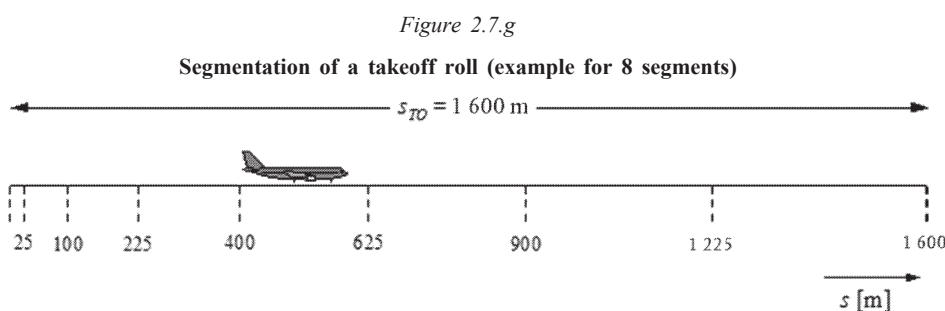 Figure 2.7.g
Segmentation of a takeoff roll (example for 8 segments)
s_TO = 1 600 m
25 100 225 400 625 900 1 225 1 600
s [m]